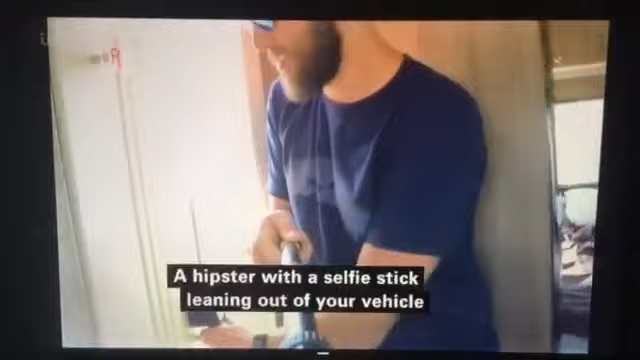 A hipster with a selfie stick
leaning out of your vehicle